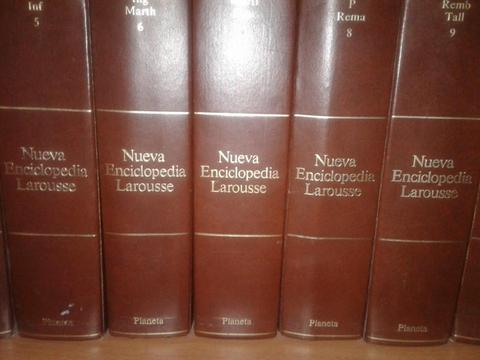 Inf
5
Nueva
Enciclopedia
Larousse
Planeta
Marth
6
Nueva
Enciclopedia
Larousse
Planeta
Nueva
Enciclopedia
Larousse
Planeta
P
Rema
8
Nueva
Enciclopedia
Larousse
Planeta
Remb
Tall
9
Nueva
Enciclopedia
Larousse
Planeta